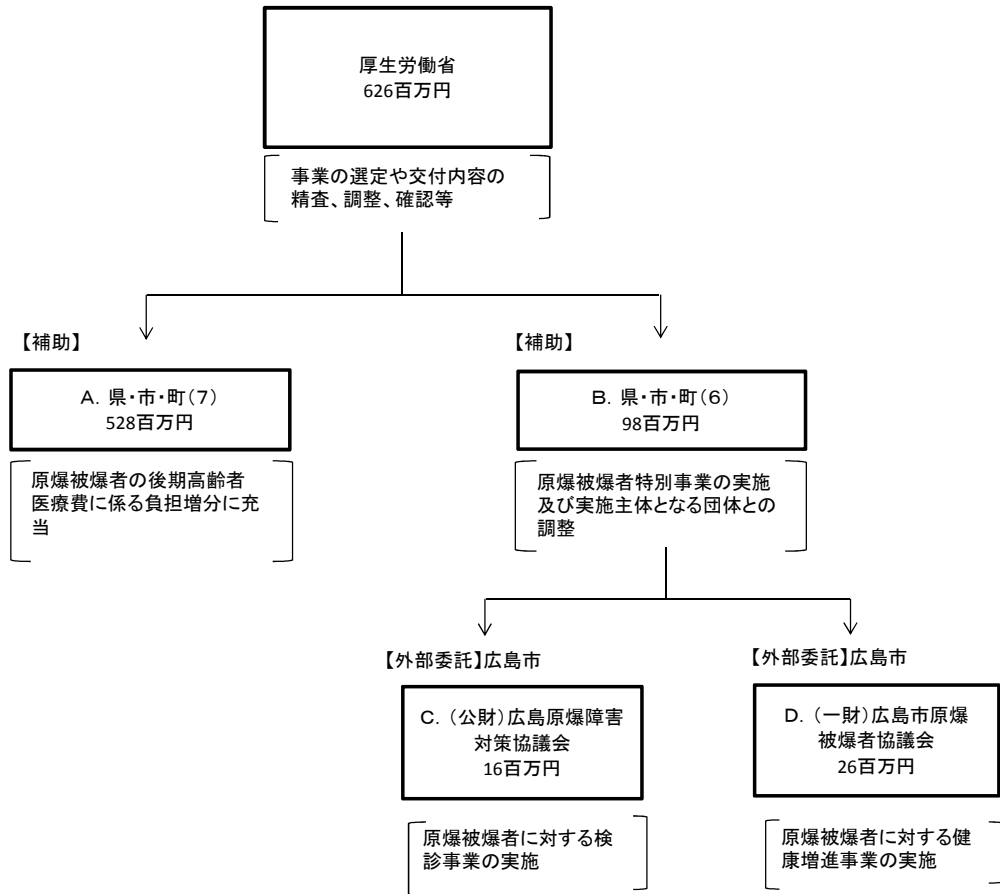 厚生労働省
626百万円
事業の選定や交付内容の
精査、調整、確認等
【補助】
A．県・市・町（7）
528百万円
原爆被爆者の後期高齢者
医療費に係る負担増分に充
当
【補助】
B．県・市・町（6）
98百万円
原爆被爆者特別事業の実施
及び実施主体となる団体との
調整
【外部委託】広島市
C．（公財）広島原爆障害
対策協議会
16百万円
原爆被爆者に対する検
診事業の実施
【外部委託】広島市
D．（一財）広島市原爆
被爆者協議会
26百万円
原爆被爆者に対する健
康増進事業の実施